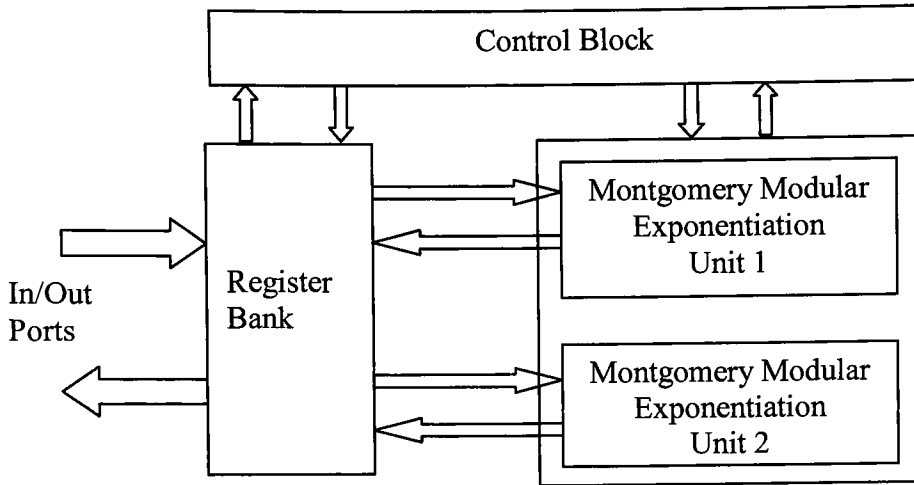 Control Block
Montgomery Modular
Exponentiation
Unit 1
In/Out
Ports
Register
Bank
Montgomery Modular
Exponentiation
Unit 2